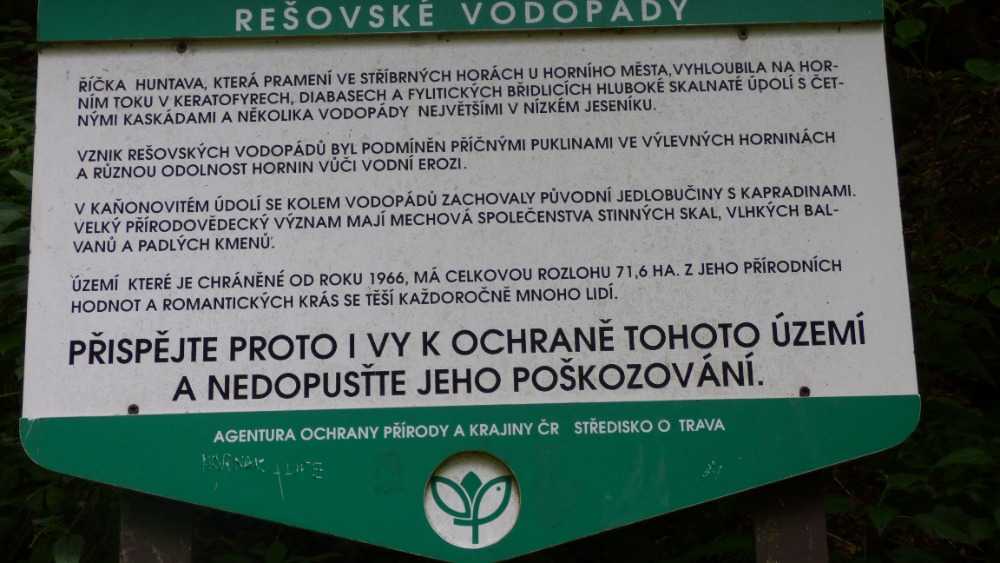 REŠOVSKÉ VODOPÁDY
ŘÍČKA HUNTAVA, KTERÁ PRAMENÍ VE STŘÍBRNÝCH HORÁCH U HORNÍHO MĚSTA, VYHLOUBILA NA HOR-
NÍM TOKU V KERATOFYRECH, DIABASECH A FYLITICKÝCH BŘIDLICÍCH HLUBOKÉ SKALNATÉ ÚDOLÍ S ČET-
NÝMI KASKÁDAMI A NĚKOLIKA VODOPÁDY NEJVĚTŠÍMI V NÍZKÉM JESENÍKU.
VZNIK REŠOVSKÝCH VODOPÁDŮ BYL PODMÍNĚN PŘÍČNÝMI PUKLINAMI VE VÝLEVNÝCH HORNINÁCH
A RŮZNOU ODOLNOST HORNIN VŮČI VODNÍ EROZI.
V KAŇONOVITÉM ÚDOLÍ SE KOLEM VODOPÁDŮ ZACHOVALY PŮVODNÍ JEDLOBUČINY S KAPRADINAMI.
VELKÝ PŘÍRODOVĚDECKÝ VÝZNAM MAJÍ MECHOVÁ SPOLEČENSTVA STINNÝCH SKAL, VLHKÝCH BAL-
VANŮ A PADLÝCH KMENŮ.
ÚZEMÍ KTERÉ JE CHRÁNĚNÉ OD ROKU 1966, MÁ CELKOVOU ROZLOHU 71,6 HA. Z JEHO PŘÍRODNÍCH
HODNOT A ROMANTICKÝCH KRÁS SE TĚŠÍ KAŽDOROČNĚ MNOHO LIDÍ.
PŘISPĚJTE PROTO I VY K OCHRANĚ TOHOTO ÚZEMÍ
A NEDOPUSŤTE JEHO POŠKOZOVÁNÍ.
AGENTURA OCHRANY PŘÍRODY A KRAJINY ČR STŘEDISKO O TRAVA